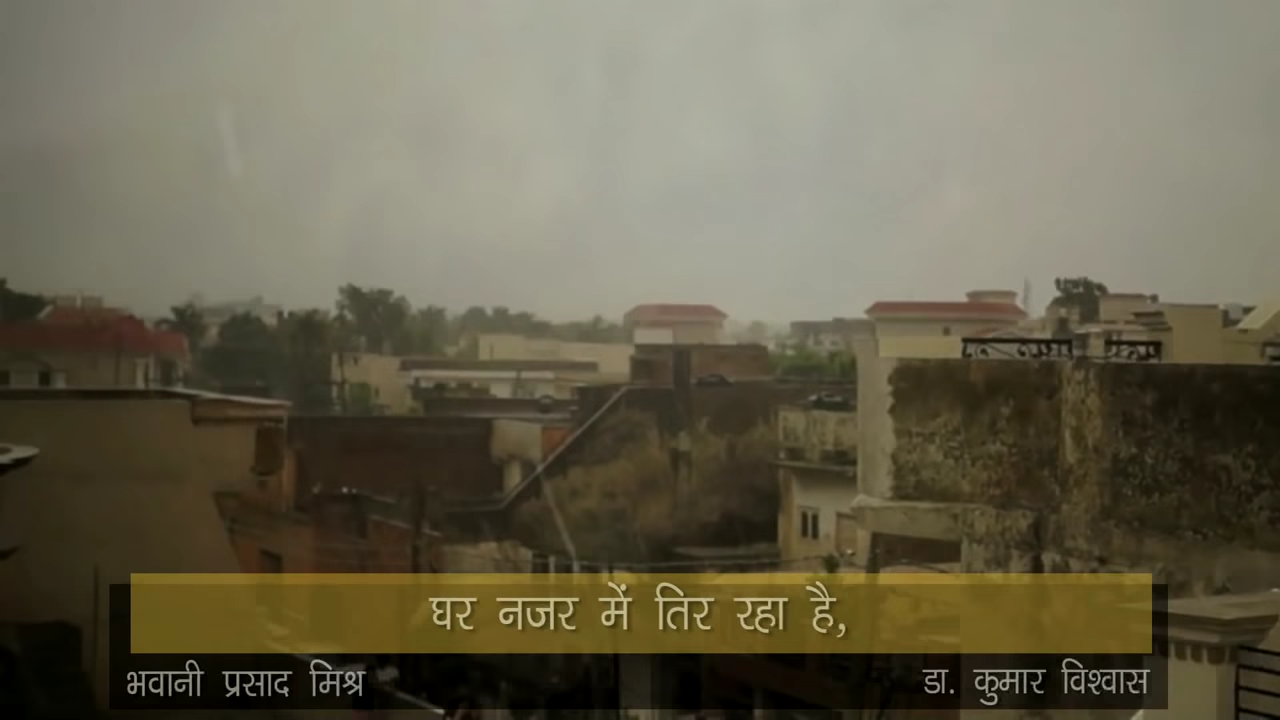 घर नजर में तिर रहा है,
भवानी प्रसाद मिश्र
डा. कुमार विश्वास